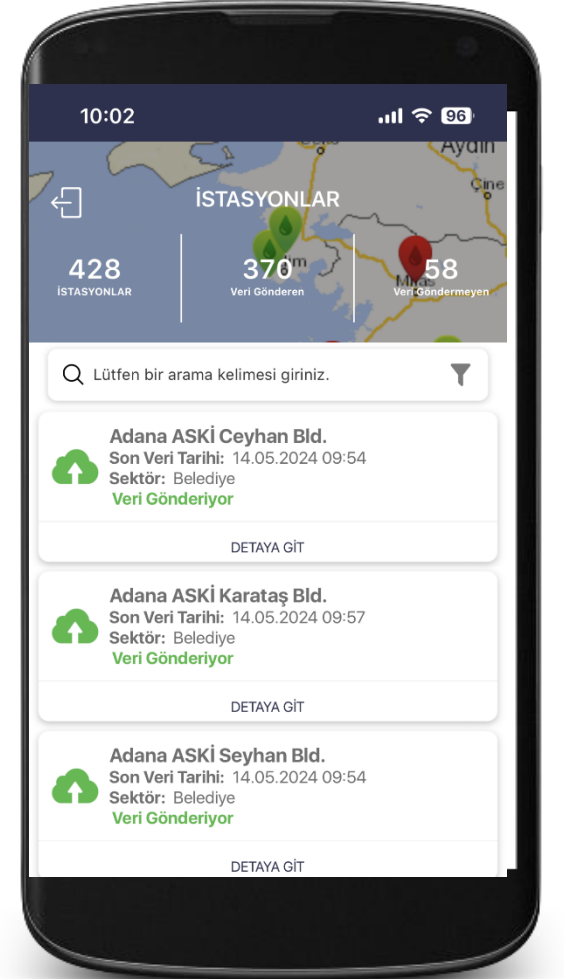 10:02
96
Aydın
Çine
İSTASYONLAR
428
370
58
Milas
İSTASYONLAR
Veri Gönderen
Veri Göndermeyen
Lütfen bir arama kelimesi giriniz.
Adana ASKİ Ceyhan Bld.
Son Veri Tarihi: 14.05.2024 09:54
Sektör: Belediye
Veri Gönderiyor
DETAYA GİT
Adana ASKİ Karataş Bld.
Son Veri Tarihi: 14.05.2024 09:57
Sektör: Belediye
Veri Gönderiyor
DETAYA GİT
Adana ASKİ Seyhan Bld.
Son Veri Tarihi: 14.05.2024 09:54
Sektör: Belediye
Veri Gönderiyor
DETAYA GİT